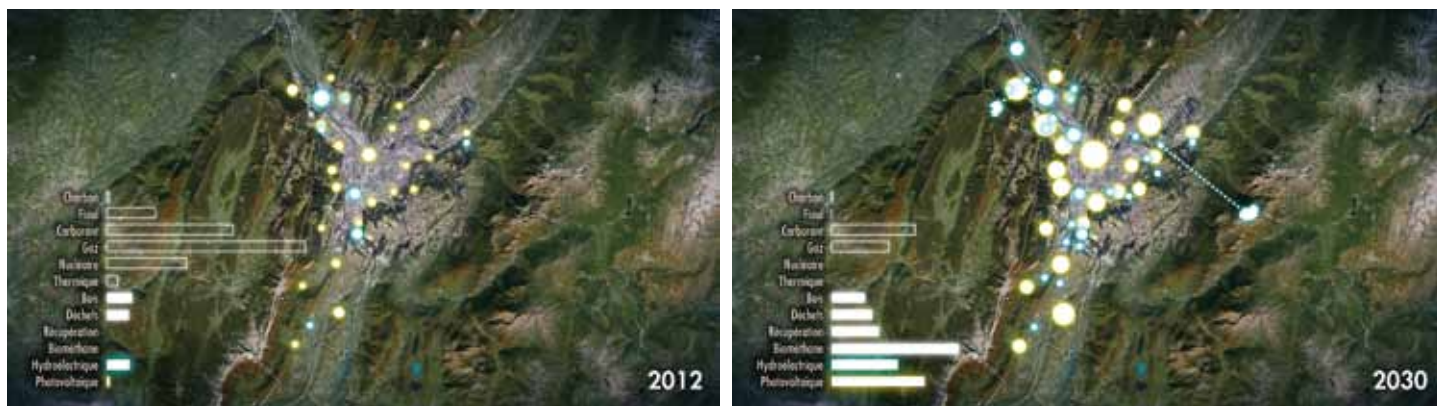 Charbon
Fioul
Carburant
Gaz
Nucléaire
Thermique
Bois
Déchets
Récupération
Biométhane
Hydroélectrique
Photovoltaïque
2012
Charbon
Fioul
Carburant
Gaz
Nucléaire
Thermique
Bois
Déchets
Récupération
Biométhane
Hydroélectrique
Photovoltaïque
2030